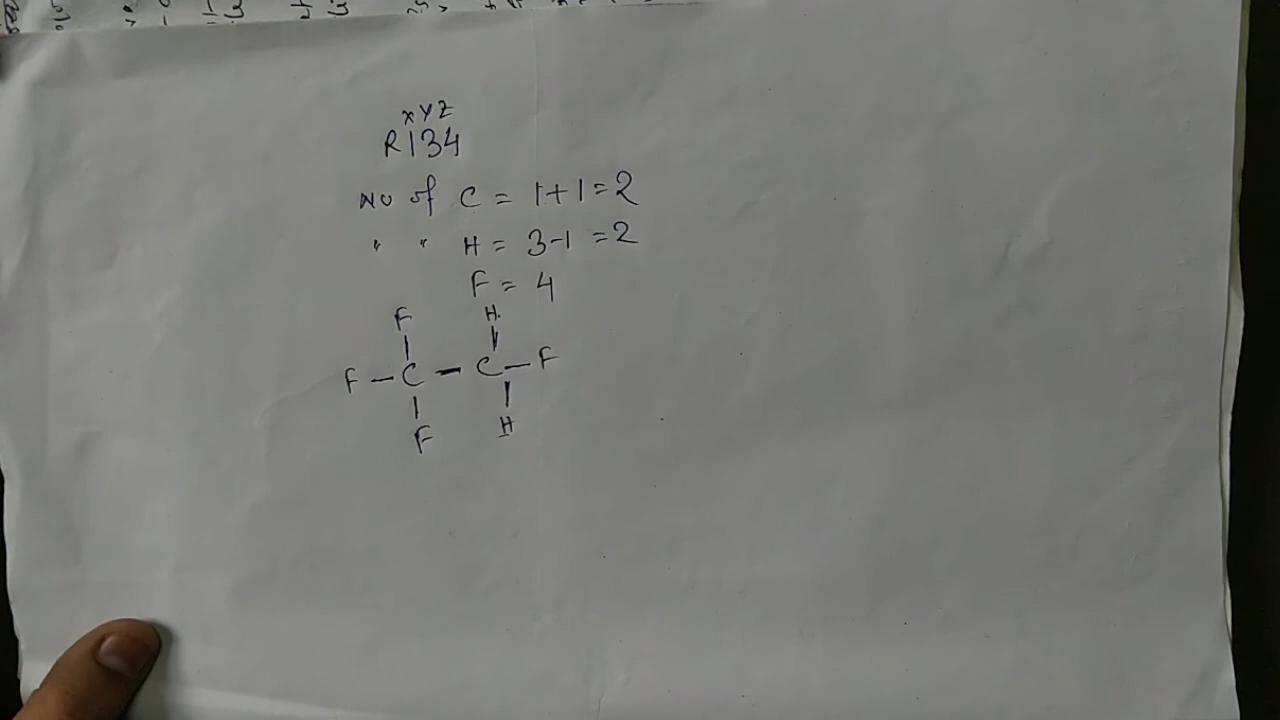 XYZ
R134
No of C = 1+1=2
" " H = 3-1 =2
F = 4
F H
F - C - C - F
F H